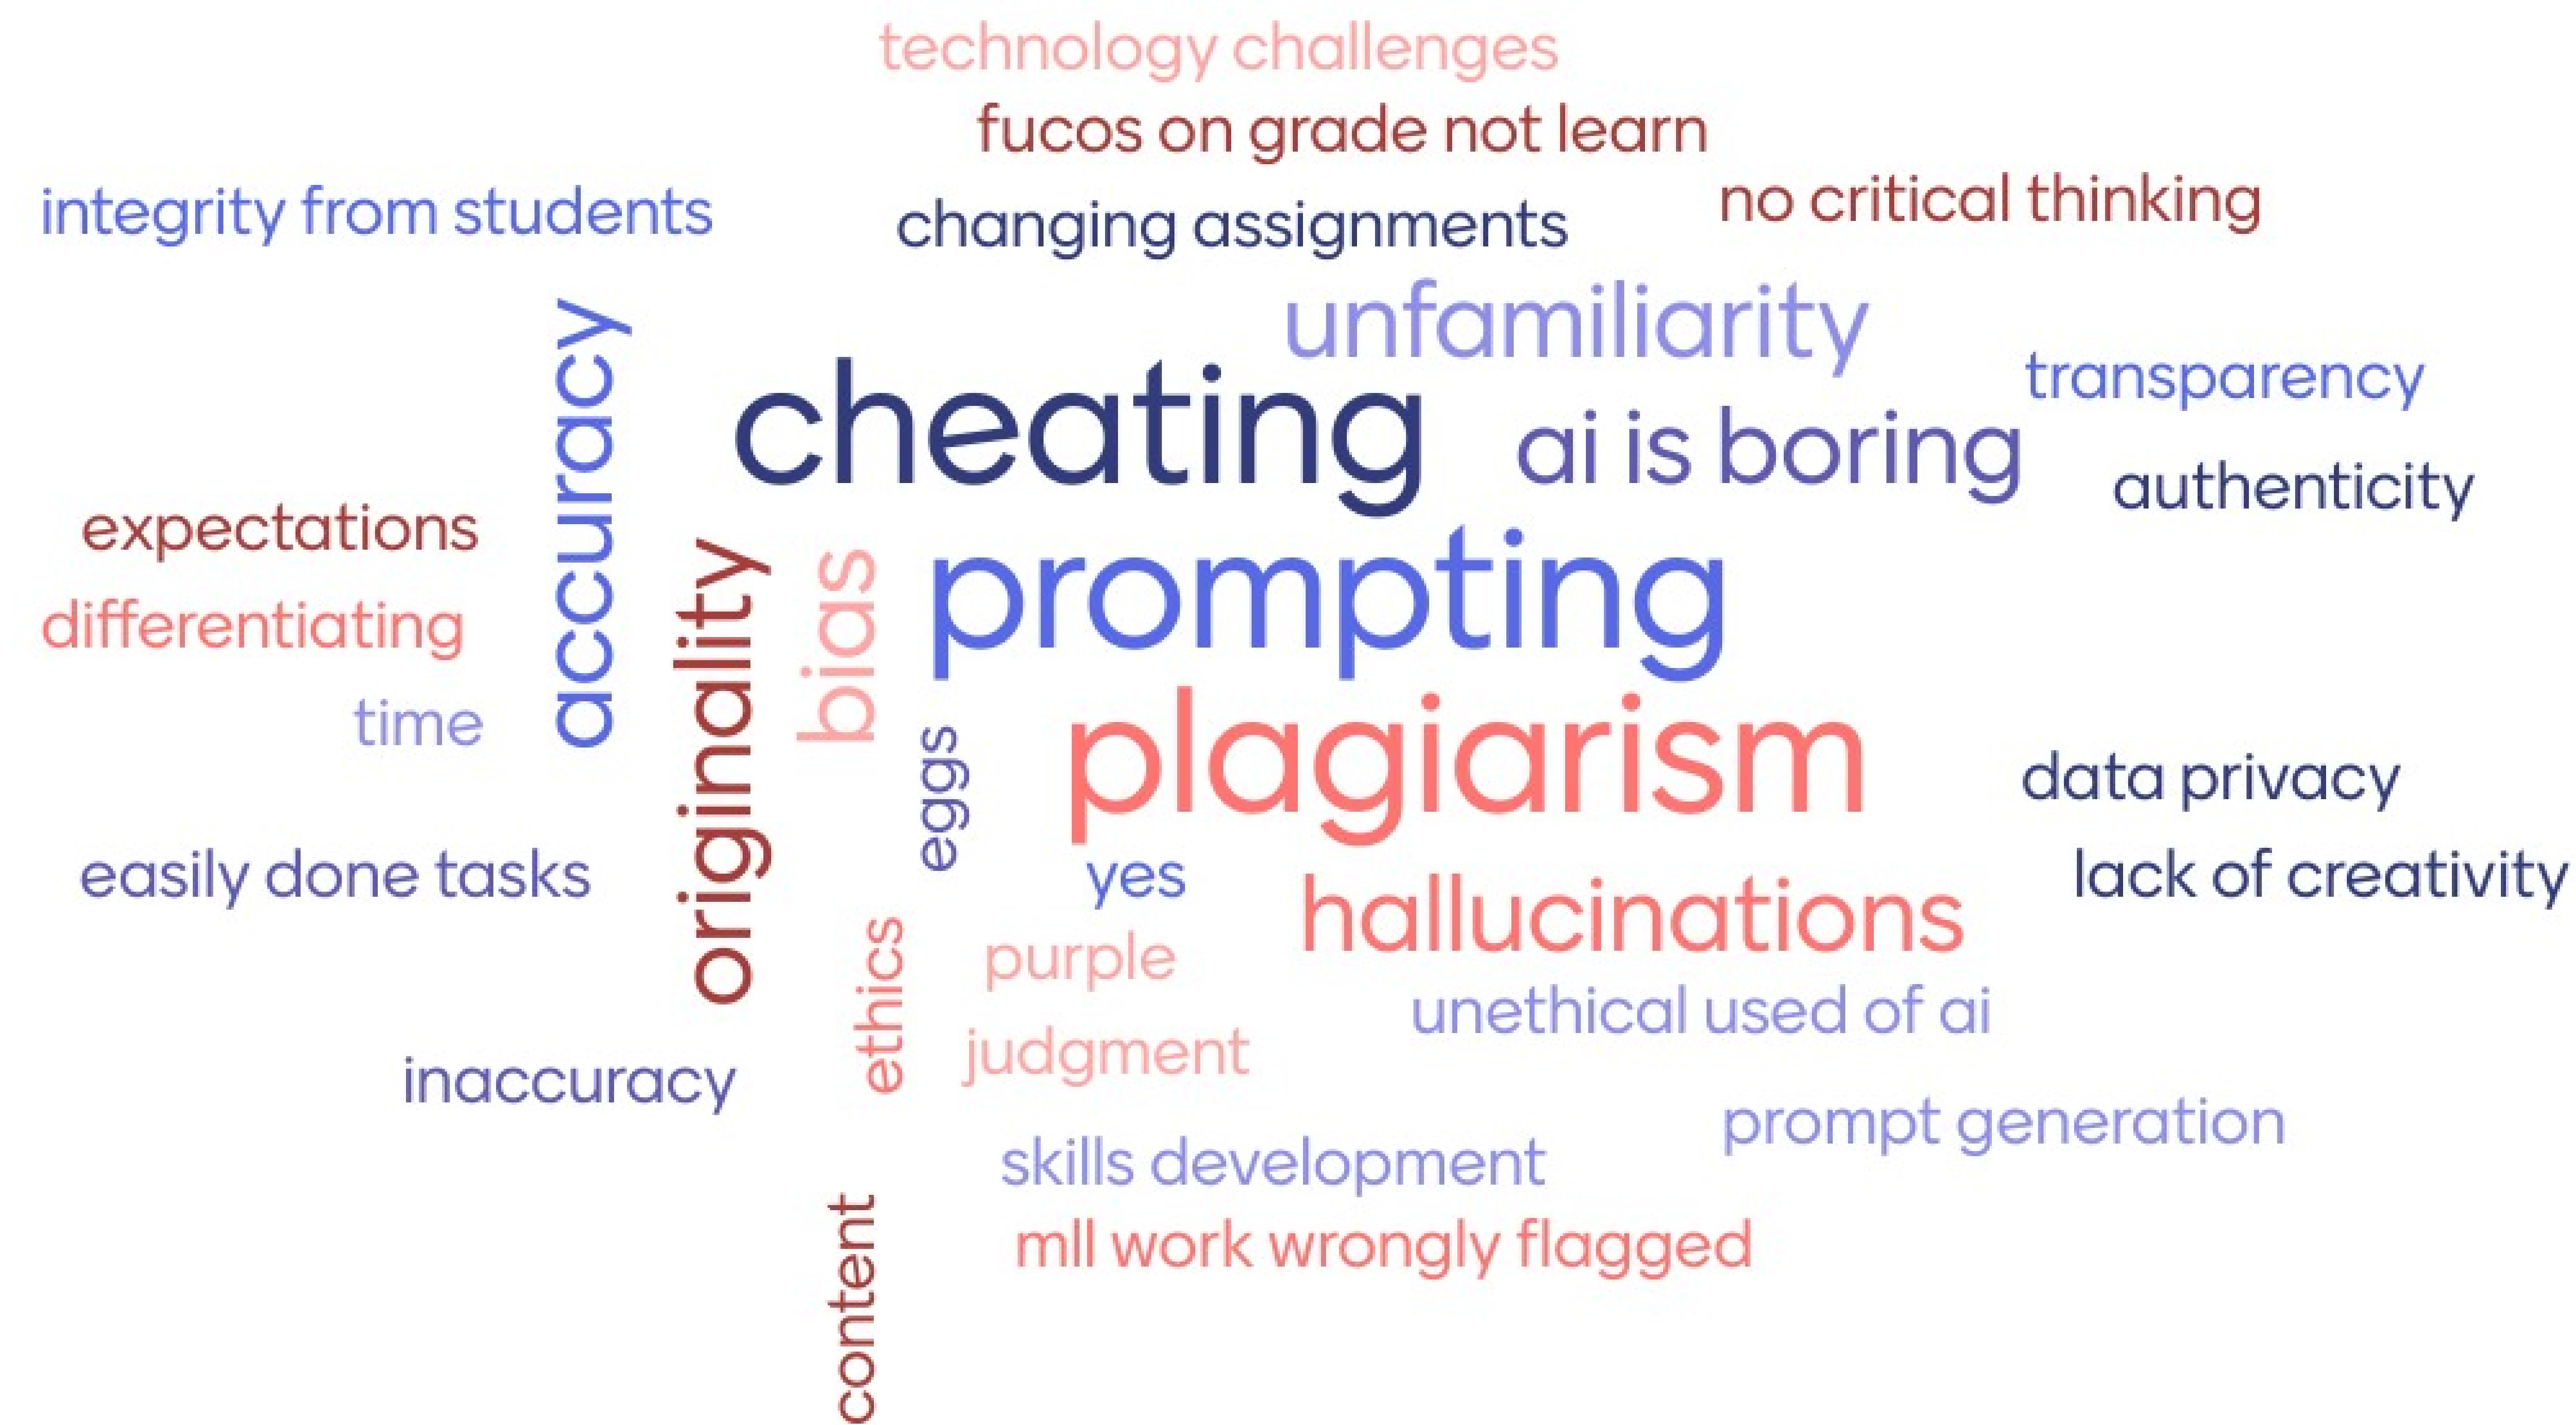 technology challenges
fucos on grade not learn
no critical thinking
integrity from students
changing assignments
unfamiliarity
transparency
accuracy
cheating
ai is boring
authenticity
expectations
prompting
differentiating
originality
bias
time
plagiarism
eggs
data privacy
easily done tasks
yes
lack of creativity
hallucinations
purple
ethics
unethical used of ai
judgment
inaccuracy
prompt generation
skills development
mll work wrongly flagged
content